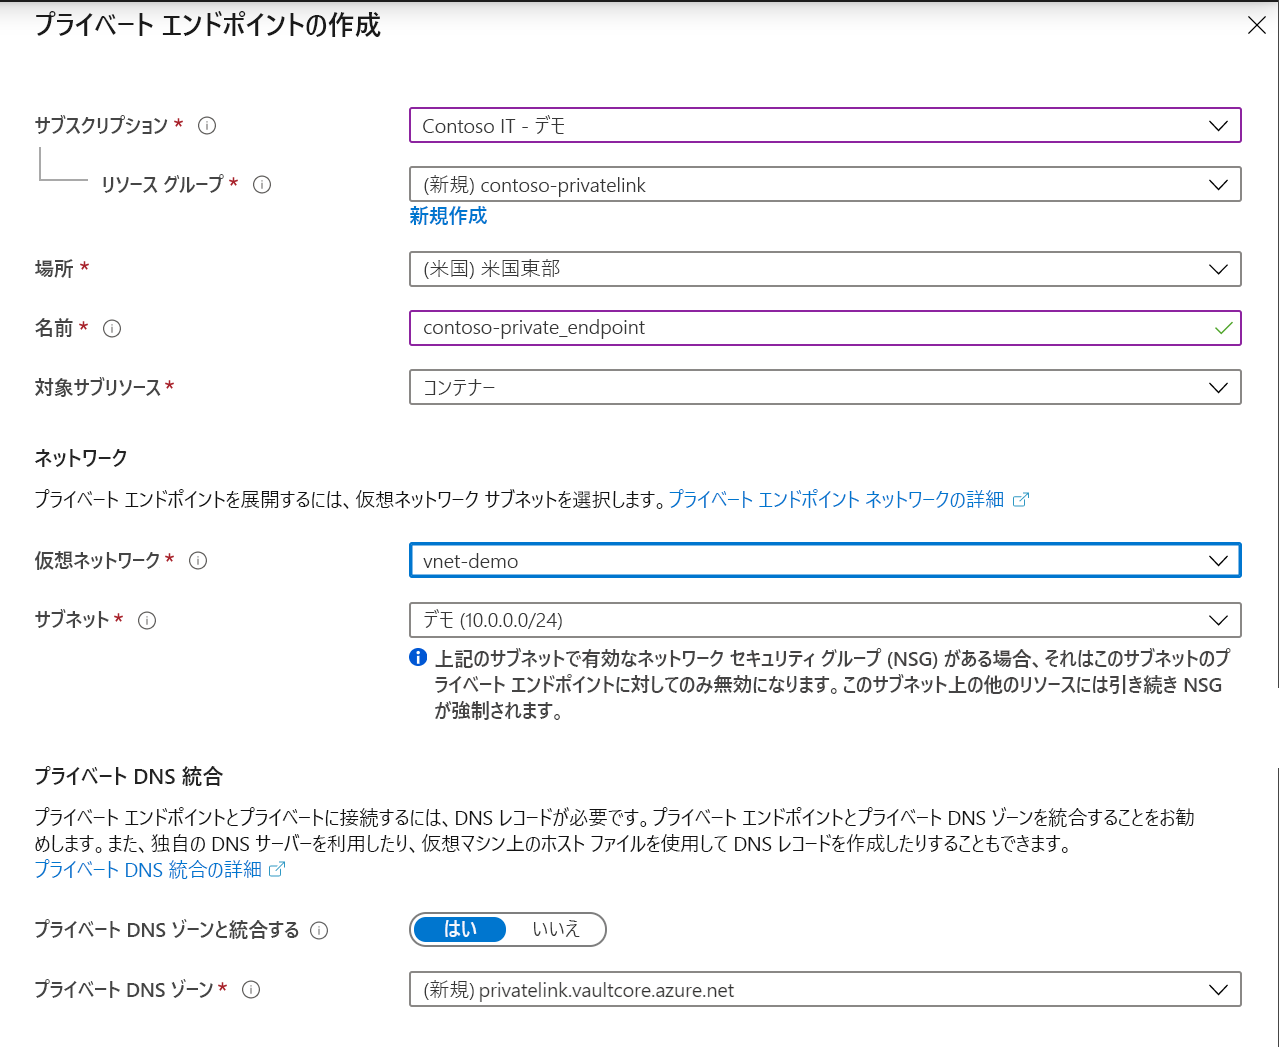 プライベート エンドポイントの作成
サブスクリプション *
Contoso IT - デモ
リソース グループ *
(新規) contoso-privatelink
新規作成
場所 *
(米国) 米国東部
名前 *
contoso-private_endpoint
対象サブリソース *
コンテナー
ネットワーク
プライベート エンドポイントを展開するには、仮想ネットワーク サブネットを選択します。プライベート エンドポイント ネットワークの詳細
仮想ネットワーク *
vnet-demo
サブネット *
デモ (10.0.0.0/24)
上記のサブネットで有効なネットワーク セキュリティ グループ (NSG) がある場合、それはこのサブネットのプ
ライベート エンドポイントに対してのみ無効になります。このサブネット上の他のリソースには引き続き NSG
が強制されます。
プライベート DNS 統合
プライベート エンドポイントとプライベートに接続するには、DNS レコードが必要です。プライベート エンドポイントとプライベート DNS ゾーンを統合することをお勧
めします。また、独自の DNS サーバーを利用したり、仮想マシン上のホスト ファイルを使用して DNS レコードを作成したりすることもできます。
プライベート DNS 統合の詳細
プライベート DNS ゾーンと統合する
はい いいえ
プライベート DNS ゾーン *
(新規) privatelink.vaultcore.azure.net